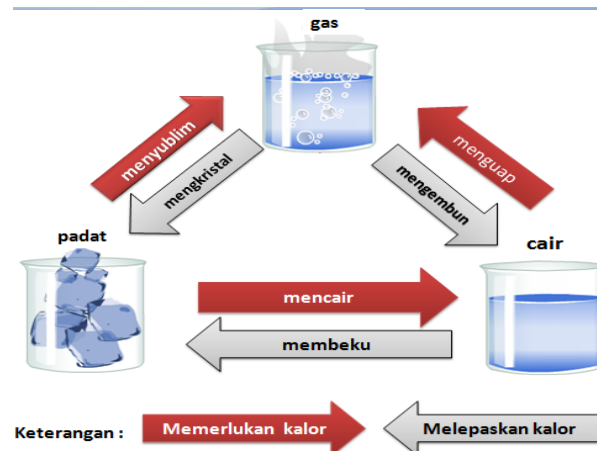 gas
menyublim
mengkristal
mengembun
menguap
padat
cair
mencair
membeku
Keterangan :
Memerlukan kalor
Melepaskan kalor